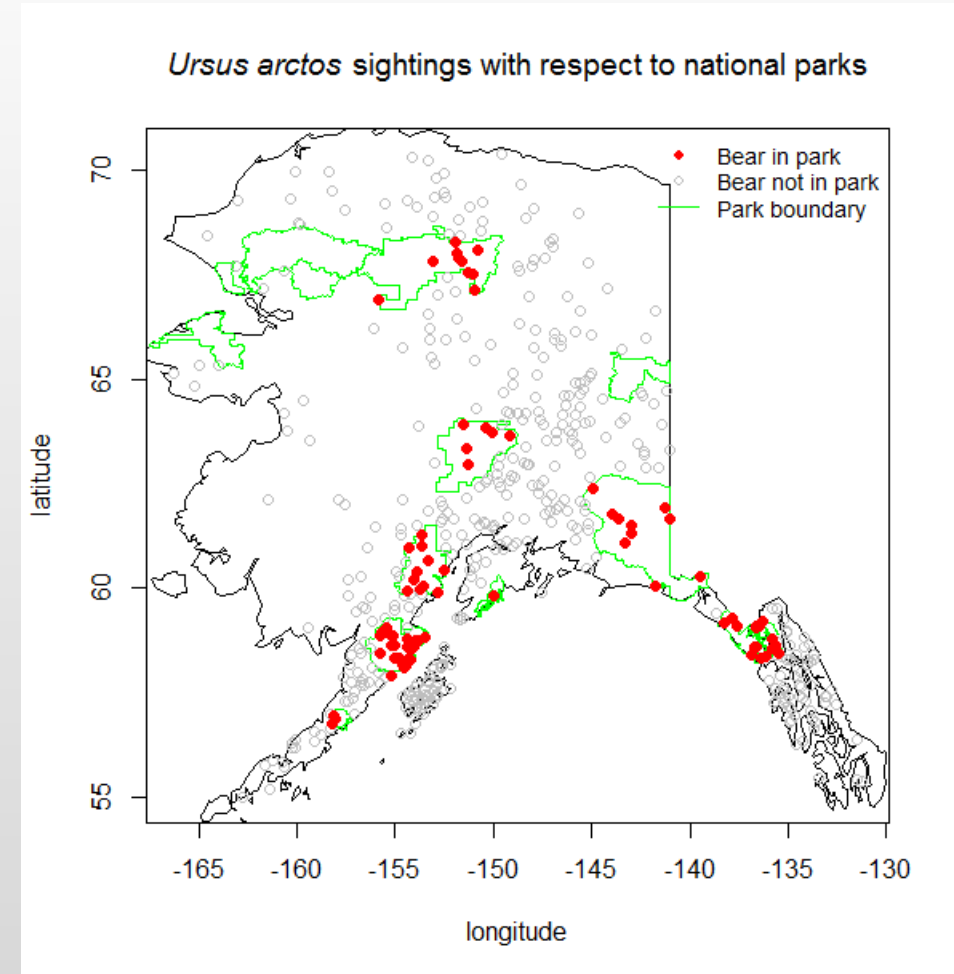 Ursus arctos sightings with respect to national parks
Bear in park
Bear not in park
Park boundary
70
65
60
55
latitude
-165 -160 -155 -150 -145 -140 -135 -130
longitude